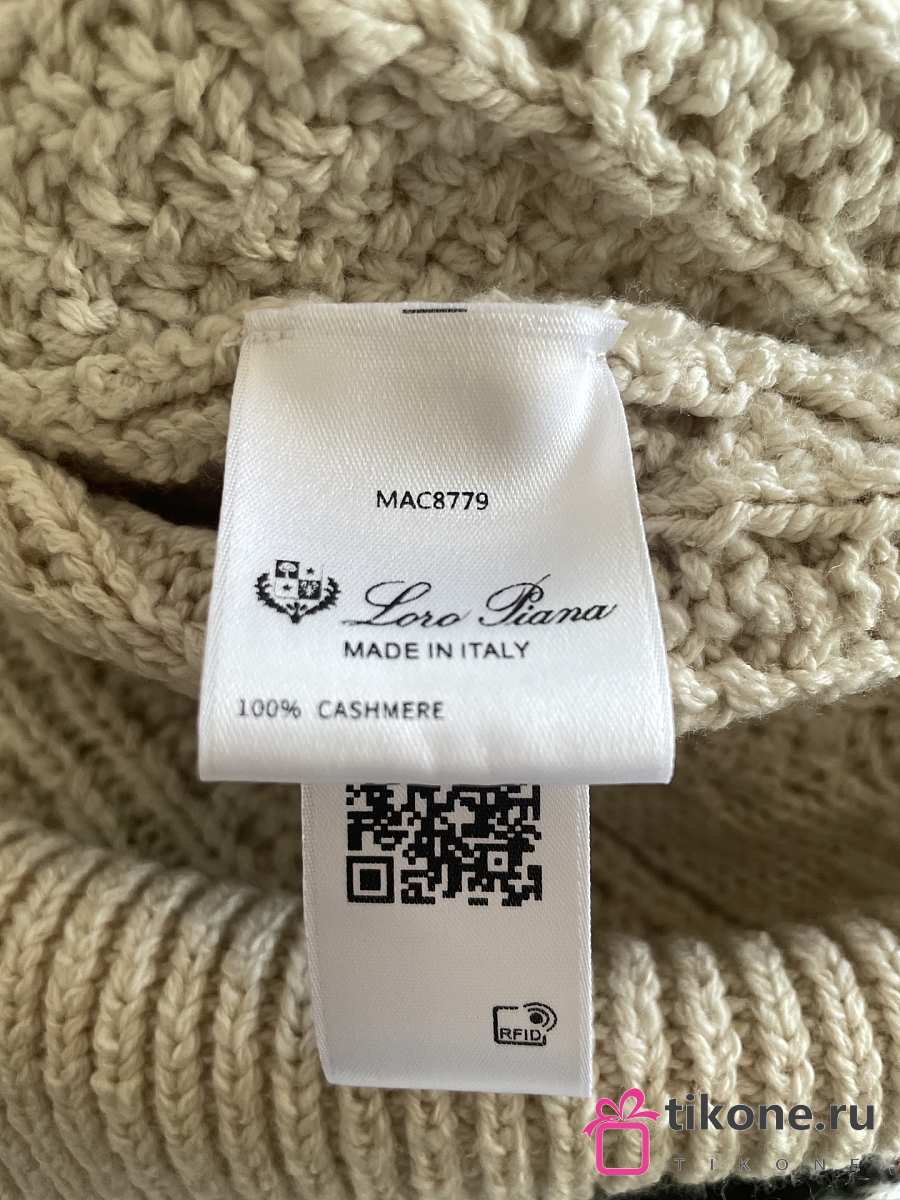 MAC8779
Loro Piana
MADE IN ITALY
100% CASHMERE
RFID
tikone.ru
TIKONE